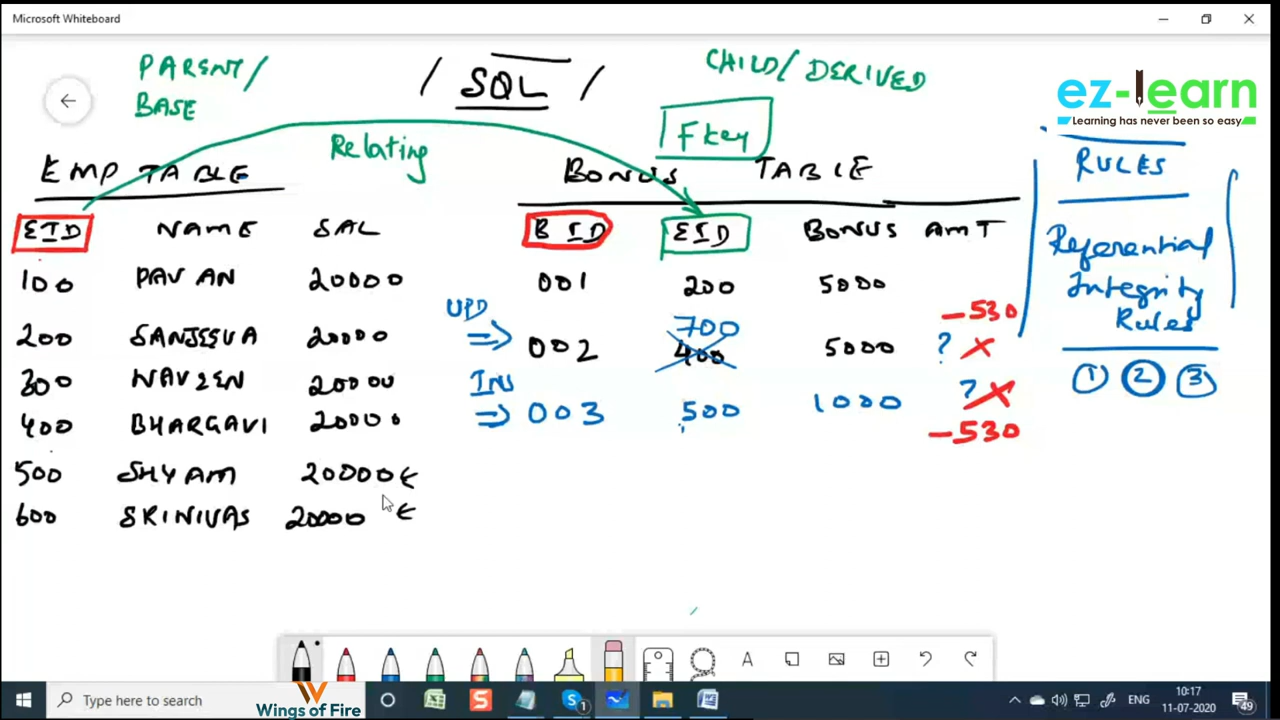 Microsoft Whiteboard
PARENT/
BASE
/ SQL /
CHILD/ DERIVED
ez-learn
Learning has never been so easy
Relating
F key
EMP TABLE
BONUS TABLE
RULES
EID NAME SAL
B ID EID BONUS AMT
Referential
Integrity
Rules
1 2 3
100 PAVAN 20000
200 SANJEEVA 20000
300 NAVEEN 20000
400 BHARGAVI 20000
500 SHYAM 20000 ←
600 SRINIVAS 20000 ←
001 200 5000
-530
UPD 700
⇒ 002 400 5000 ? X
INS
⇒ 003 500 1000 ? X
-530
Type here to search
Wings of Fire
ENG
10:17
11-07-2020
49